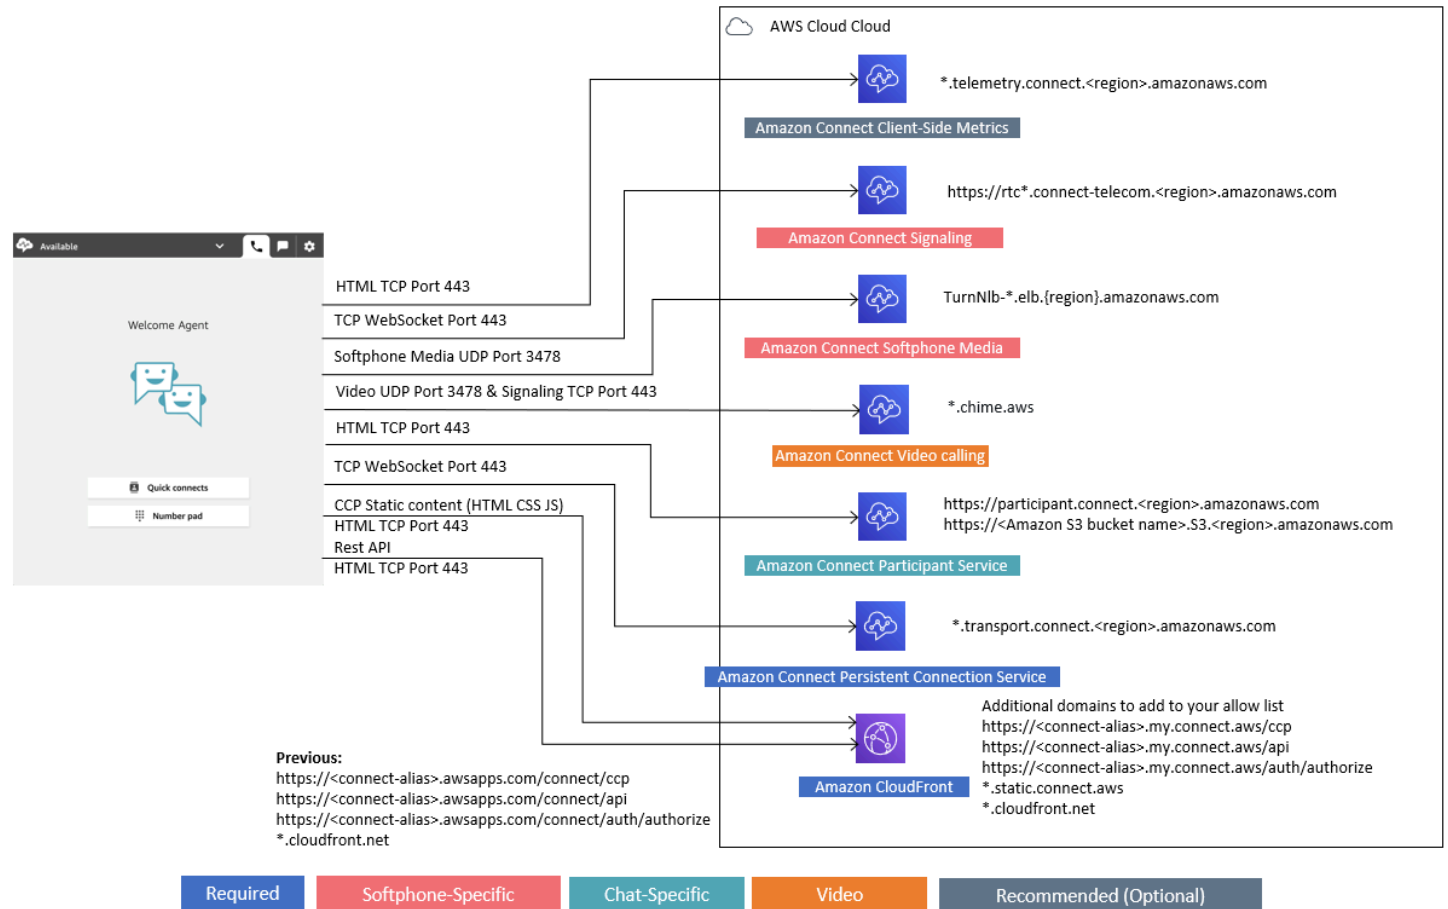 AWS Cloud Cloud
*.telemetry.connect.<region>.amazonaws.com
Amazon Connect Client-Side Metrics
https://rtc*.connect-telecom.<region>.amazonaws.com
Amazon Connect Signaling
Available
HTML TCP Port 443
TCP WebSocket Port 443
Softphone Media UDP Port 3478
Video UDP Port 3478 & Signaling TCP Port 443
HTML TCP Port 443
TCP WebSocket Port 443
CCP Static content (HTML CSS JS)
HTML TCP Port 443
Rest API
HTML TCP Port 443
Welcome Agent
Quick connects
Number pad
TurnNlb-*.elb.{region}.amazonaws.com
Amazon Connect Softphone Media
*.chime.aws
Amazon Connect Video calling
https://participant.connect.<region>.amazonaws.com
https://<Amazon S3 bucket name>.S3.<region>.amazonaws.com
Amazon Connect Participant Service
*.transport.connect.<region>.amazonaws.com
Amazon Connect Persistent Connection Service
Additional domains to add to your allow list
https://<connect-alias>.my.connect.aws/ccp
https://<connect-alias>.my.connect.aws/api
https://<connect-alias>.my.connect.aws/auth/authorize
*.static.connect.aws
*.cloudfront.net
Amazon CloudFront
Previous:
https://<connect-alias>.awsapps.com/connect/ccp
https://<connect-alias>.awsapps.com/connect/api
https://<connect-alias>.awsapps.com/connect/auth/authorize
*.cloudfront.net
Required
Softphone-Specific
Chat-Specific
Video
Recommended (Optional)